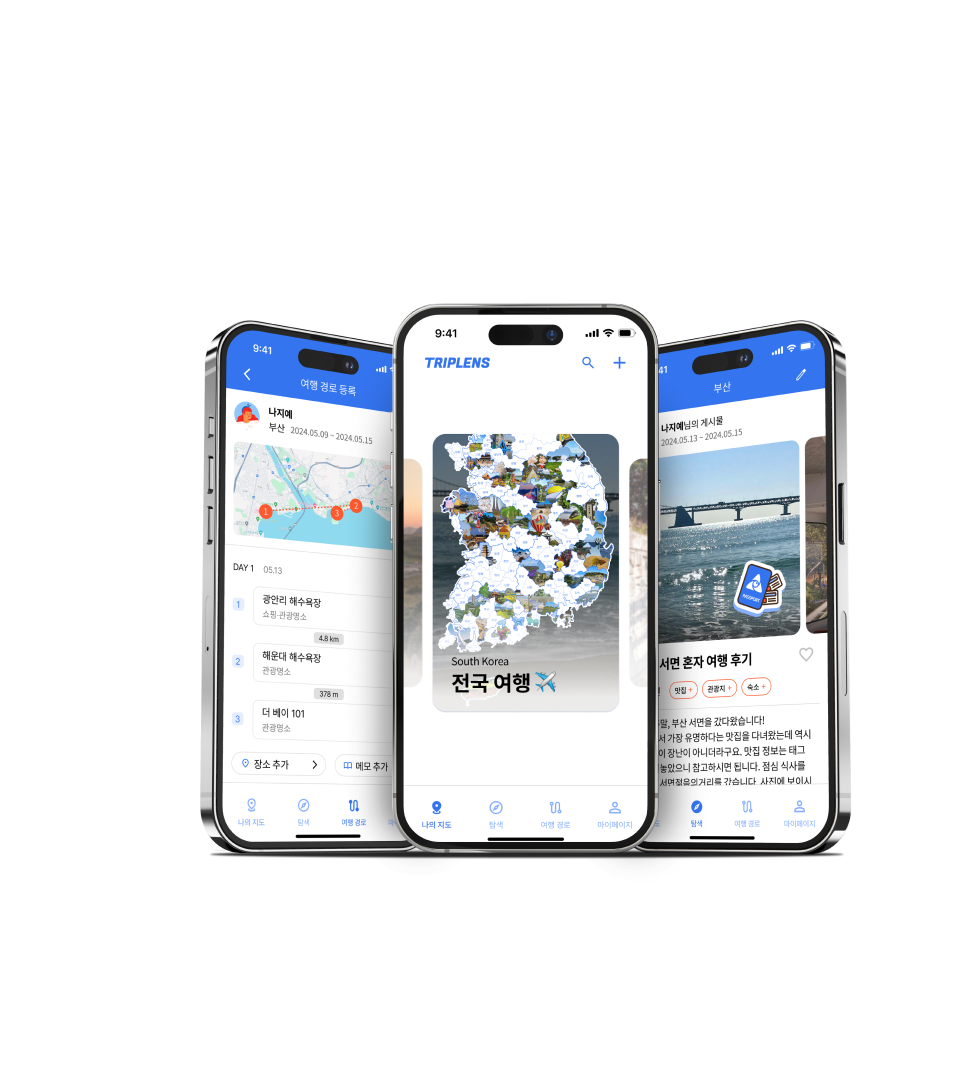 9:41
여행 경로 등록
나지예
부산 2024.05.09 ~ 2024.05.15
1
3
2
DAY 1 05.13
1
광안리 해수욕장
쇼핑·관광명소
4.8 km
2
해운대 해수욕장
관광명소
378 m
3
더 베이 101
관광명소
장소 추가
메모 추가
나의 지도
탐색
여행 경로
9:41
TRIPLENS
South Korea
전국 여행
나의 지도
탐색
여행 경로
마이페이지
41
부산
나지예님의 게시물
2024.05.13 ~ 2024.05.15
PASSPORT
서면 혼자 여행 후기
맛집 +
관광지 +
숙소 +
말, 부산 서면을 갔다왔습니다!
서 가장 유명하다는 맛집을 다녀왔는데 역시
이 장난이 아니더라구요. 맛집 정보는 태그
놓았으니 참고하시면 됩니다. 점심 식사를
서면젊음의거리를 갔습니다. 사진에 보이시
탐색
여행 경로
마이페이지